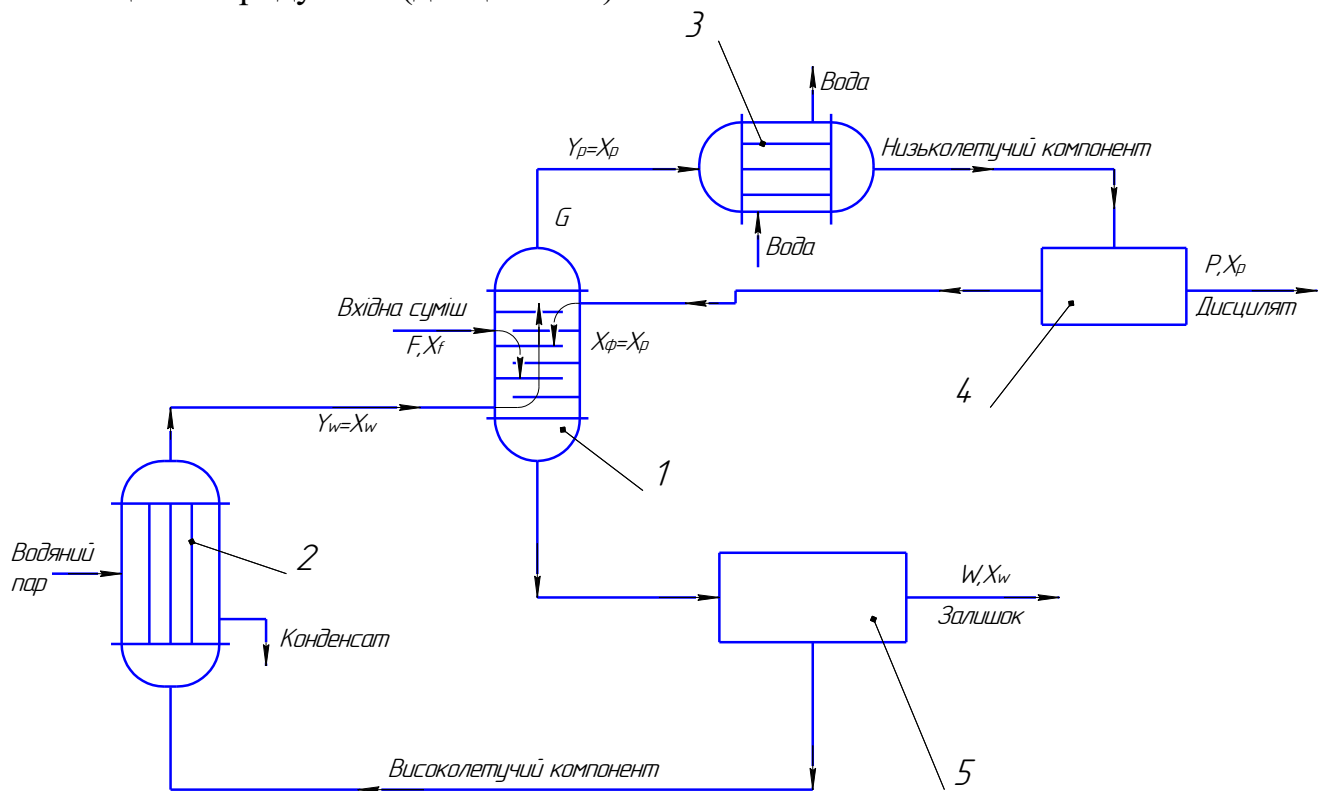 3
Вода
Yp=Xp
Низьколетучий компонент
G
Вода
P,Xp
Вхідна суміш
Дисцилят
F,Xf
Xф=Xp
4
Yw=Xw
1
Водяний
пар
2
W,Xw
Залишок
Конденсат
Високолетучий компонент
5